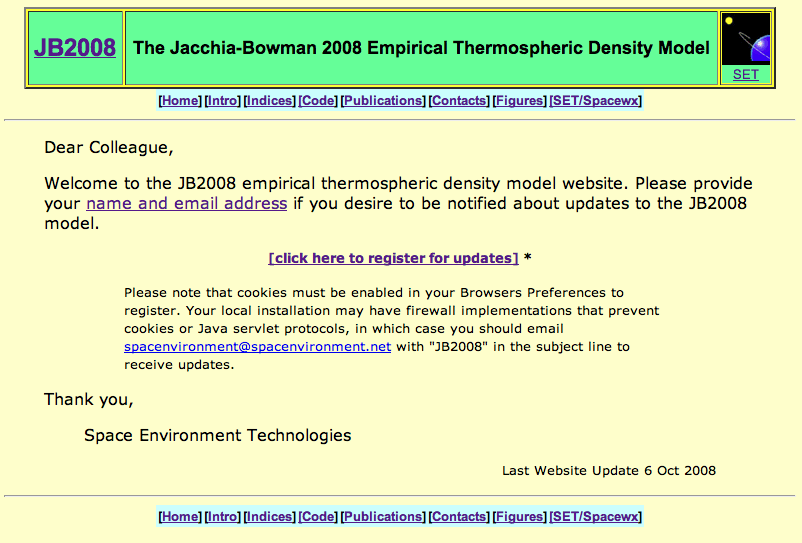 JB2008
The Jacchia-Bowman 2008 Empirical Thermospheric Density Model
SET
[Home] [Intro] [Indices] [Code] [Publications] [Contacts] [Figures] [SET/Spacewx]
Dear Colleague,
Welcome to the JB2008 empirical thermospheric density model website. Please provide
your name and email address if you desire to be notified about updates to the JB2008
model.
[click here to register for updates] *
Please note that cookies must be enabled in your Browsers Preferences to
register. Your local installation may have firewall implementations that prevent
cookies or Java servlet protocols, in which case you should email
spacenvironment@spacenvironment.net with "JB2008" in the subject line to
receive updates.
Thank you,
Space Environment Technologies
Last Website Update 6 Oct 2008
[Home] [Intro] [Indices] [Code] [Publications] [Contacts] [Figures] [SET/Spacewx]